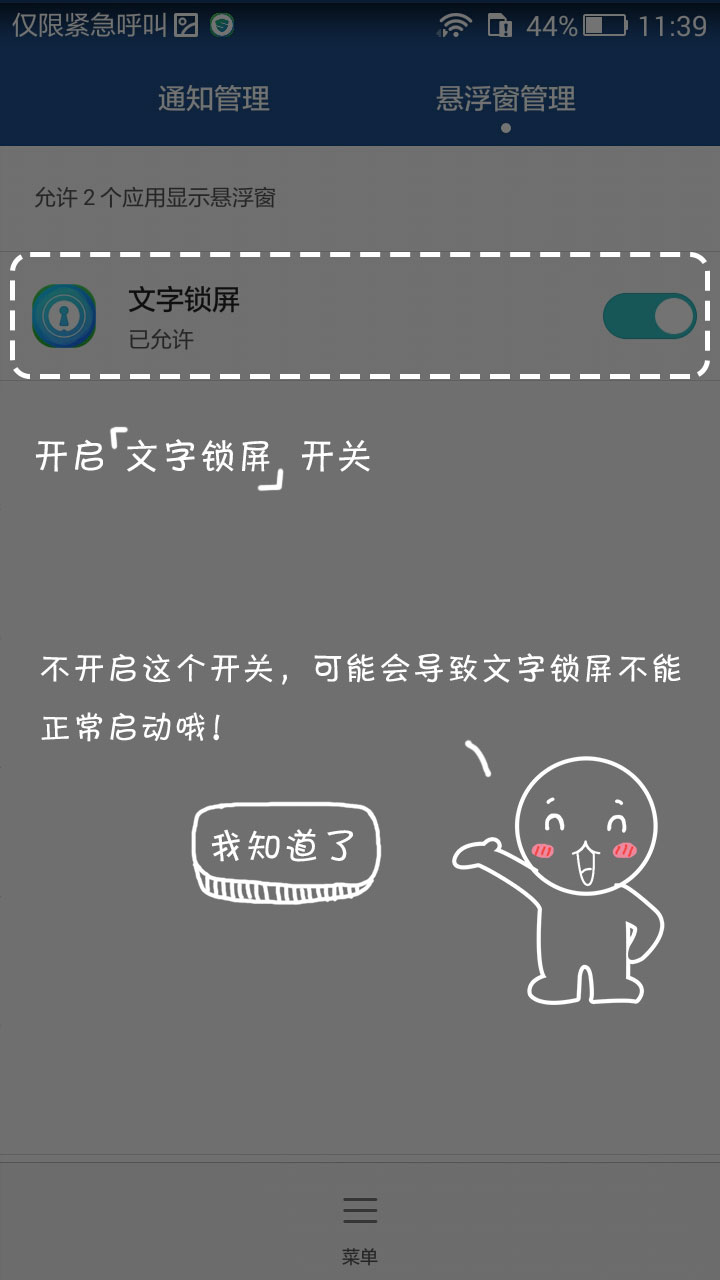 仅限紧急呼叫 44% 11:39
通知管理 悬浮窗管理
允许 2 个应用显示悬浮窗
文字锁屏
已允许
开启「文字锁屏」开关
不开启这个开关，可能会导致文字锁屏不能
正常启动哦！
我知道了
菜单